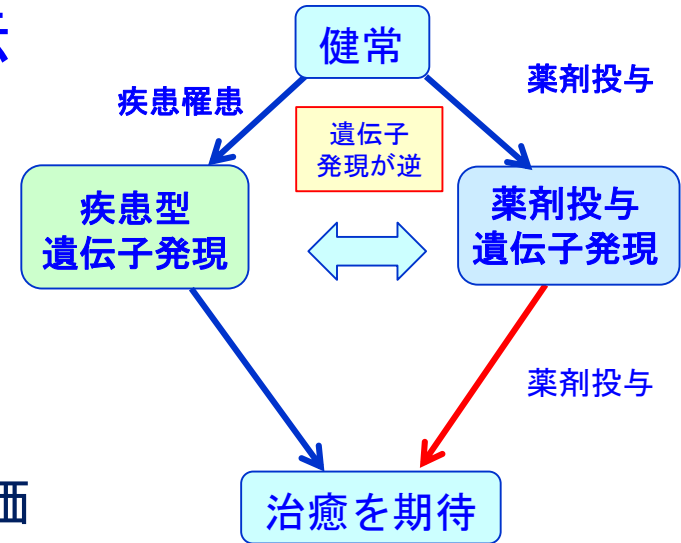 法
健常
疾患罹患
薬剤投与
遺伝子
発現が逆
疾患型
遺伝子発現
薬剤投与
遺伝子発現
薬剤投与
価
治癒を期待